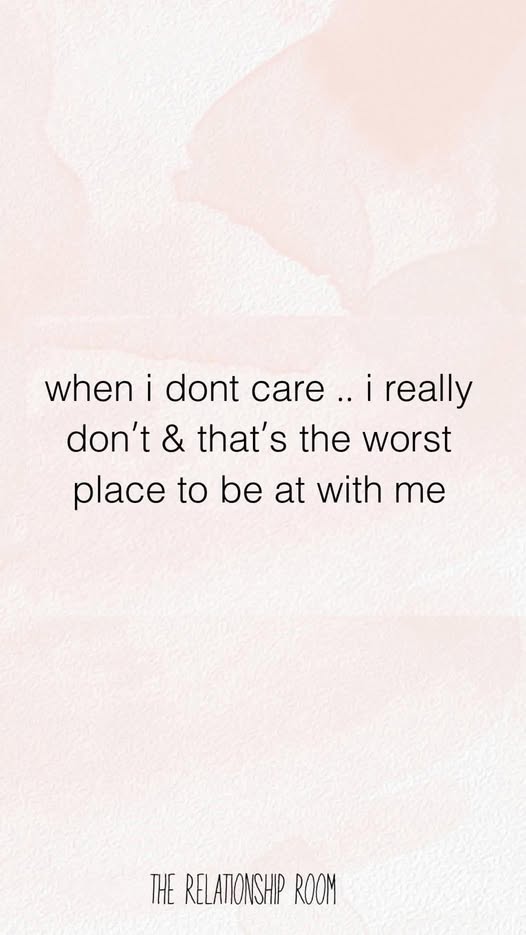 when i dont care .. i really
don't & that's the worst
place to be at with me
THE RELATIONSHIP ROOM